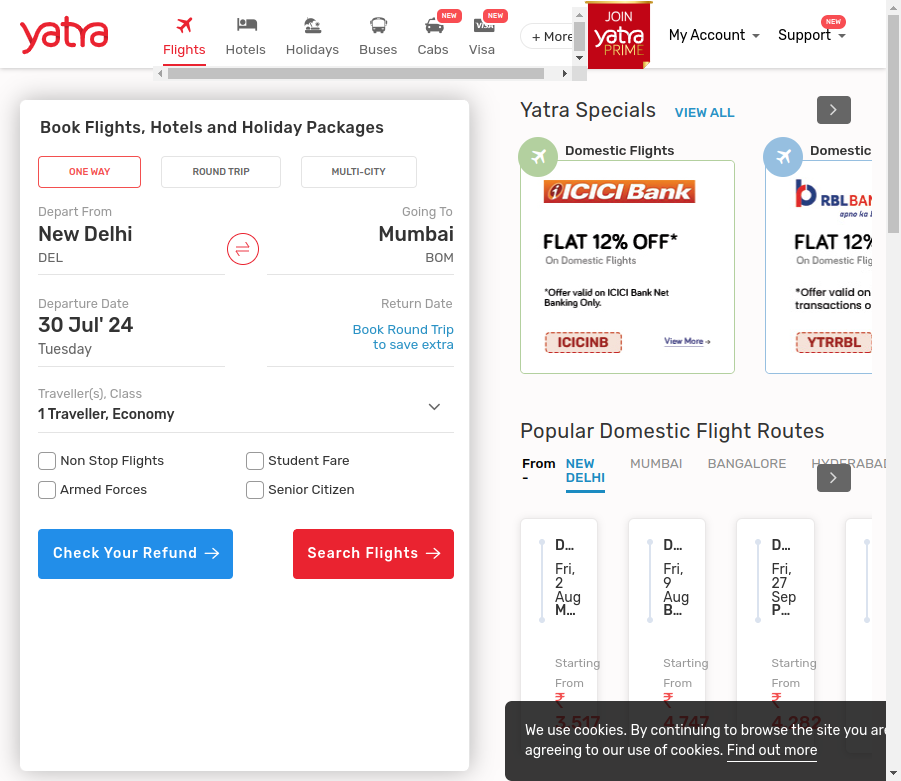 yatra
Flights
Hotels
Holidays
Buses
NEW
Cabs
NEW
VISA
Visa
+ More
JOIN
yatra
PRIME
My Account
NEW
Support
Book Flights, Hotels and Holiday Packages
ONE WAY
ROUND TRIP
MULTI-CITY
Depart From
New Delhi
DEL
Going To
Mumbai
BOM
Departure Date
30 Jul' 24
Tuesday
Return Date
Book Round Trip
to save extra
Traveller(s), Class
1 Traveller, Economy
Non Stop Flights
Student Fare
Armed Forces
Senior Citizen
Check Your Refund
Search Flights
Yatra Specials
VIEW ALL
Domestic Flights
ICICI Bank
FLAT 12% OFF*
On Domestic Flights
*Offer valid on ICICI Bank Net
Banking Only.
ICICINB
View More
Domestic
RBL BAN
apno ka
FLAT 12%
On Domestic Flig
*Offer valid on
transactions o
YTRRBL
Popular Domestic Flight Routes
From
-
NEW
DELHI
MUMBAI
BANGALORE
HYDERABAD
D...
Fri,
2
Aug
M...
Starting
From
₹
3,517
D...
Fri,
9
Aug
B...
Starting
From
₹
4,747
D...
Fri,
27
Sep
P...
Starting
From
₹
4,282
We use cookies. By continuing to browse the site you are
agreeing to our use of cookies. Find out more